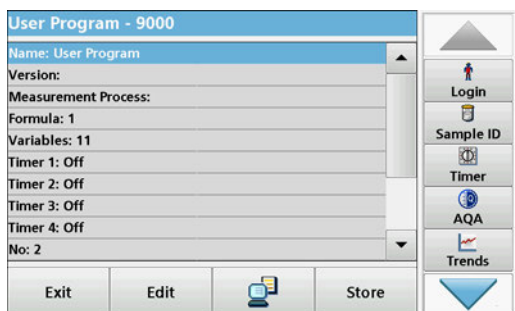 User Program - 9000
Name: User Program
Version:
Measurement Process:
Formula: 1
Variables: 11
Timer 1: Off
Timer 2: Off
Timer 3: Off
Timer 4: Off
No: 2
Exit
Edit
Store
Login
Sample ID
Timer
AQA
Trends